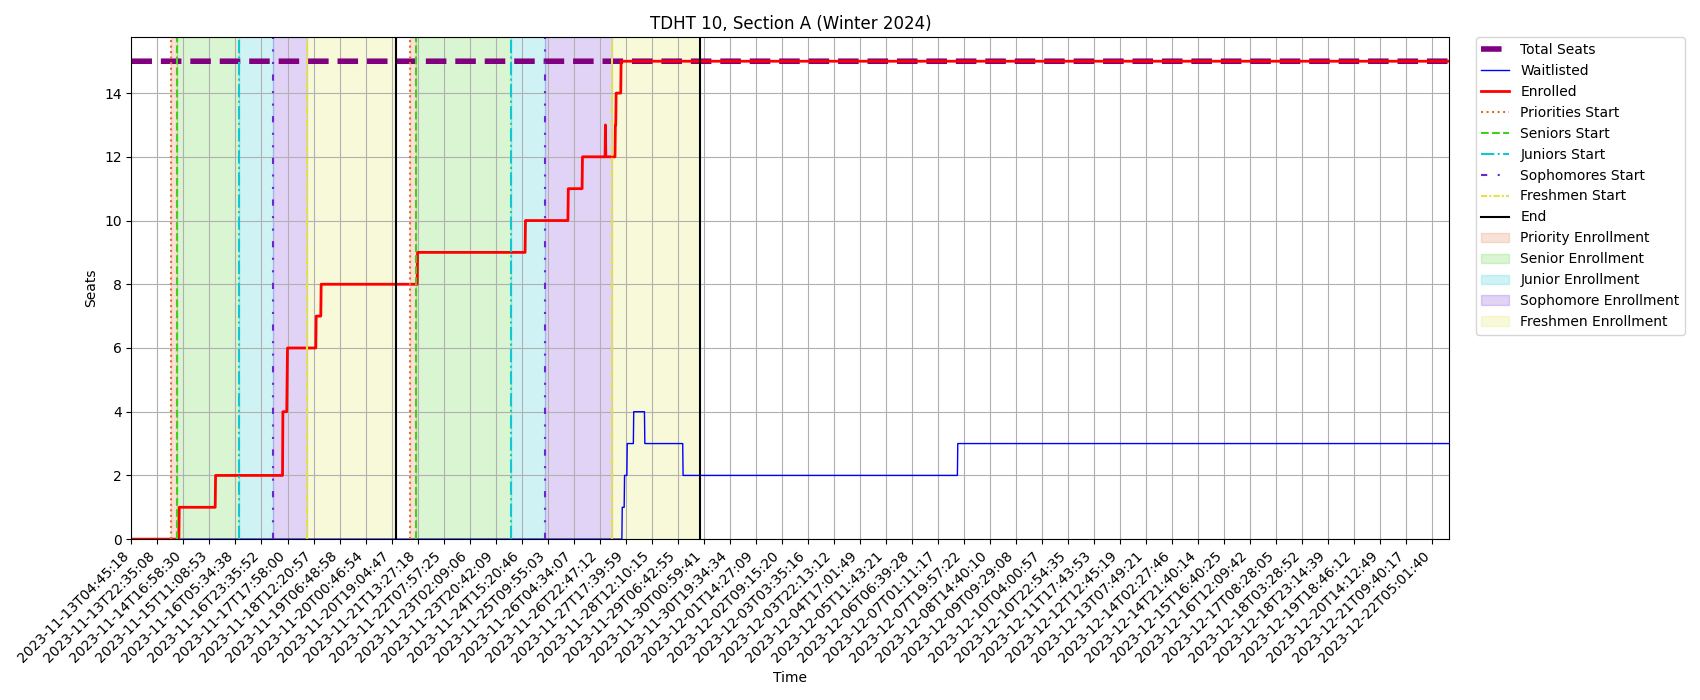 TDHT 10, Section A (Winter 2024)
Seats
14
12
10
8
6
4
2
0
2023-11-13T04:45:18
2023-11-13T22:35:08
2023-11-14T16:58:30
2023-11-15T11:08:53
2023-11-16T05:34:38
2023-11-16T23:35:52
2023-11-17T17:58:00
2023-11-18T12:20:57
2023-11-19T06:48:58
2023-11-20T00:46:54
2023-11-20T19:04:47
2023-11-21T13:27:18
2023-11-22T07:57:25
2023-11-23T02:09:06
2023-11-23T20:42:09
2023-11-24T15:20:46
2023-11-25T09:55:03
2023-11-26T04:34:07
2023-11-26T22:47:12
2023-11-27T17:39:59
2023-11-28T12:10:15
2023-11-29T06:42:55
2023-11-30T00:59:41
2023-11-30T19:34:34
2023-12-01T14:27:09
2023-12-02T09:15:20
2023-12-03T03:35:16
2023-12-03T22:13:12
2023-12-04T17:01:49
2023-12-05T11:43:21
2023-12-06T06:39:28
2023-12-07T01:11:17
2023-12-07T19:57:22
2023-12-08T14:40:10
2023-12-09T09:29:08
2023-12-10T04:00:57
2023-12-10T22:54:35
2023-12-11T17:43:53
2023-12-12T12:45:19
2023-12-13T07:49:21
2023-12-14T02:27:46
2023-12-14T21:40:14
2023-12-15T16:40:25
2023-12-16T12:09:42
2023-12-17T08:28:05
2023-12-18T03:28:52
2023-12-18T23:14:39
2023-12-19T18:46:12
2023-12-20T14:12:49
2023-12-21T09:40:17
2023-12-22T05:01:40
Time
Total Seats
Waitlisted
Enrolled
Priorities Start
Seniors Start
Juniors Start
Sophomores Start
Freshmen Start
End
Priority Enrollment
Senior Enrollment
Junior Enrollment
Sophomore Enrollment
Freshmen Enrollment